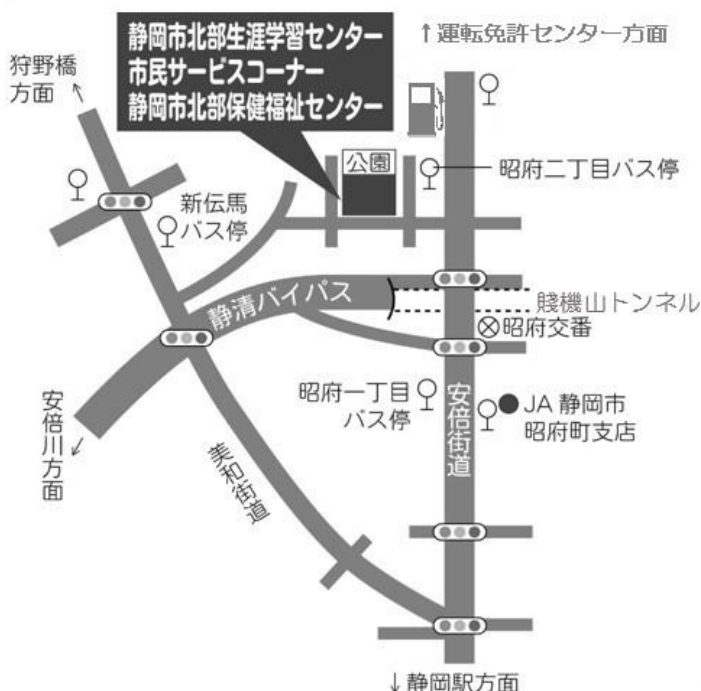 静岡市北部生涯学習センター
市民サービスコーナー
静岡市北部保健福祉センター
↑運転免許センター方面
狩野橋
方面
公園
昭府二丁目バス停
新伝馬
バス停
静清バイパス
賤機山トンネル
昭府交番
昭府一丁目
バス停
安倍街道
JA 静岡市
昭府町支店
安倍川方面
美和街道
↓静岡駅方面